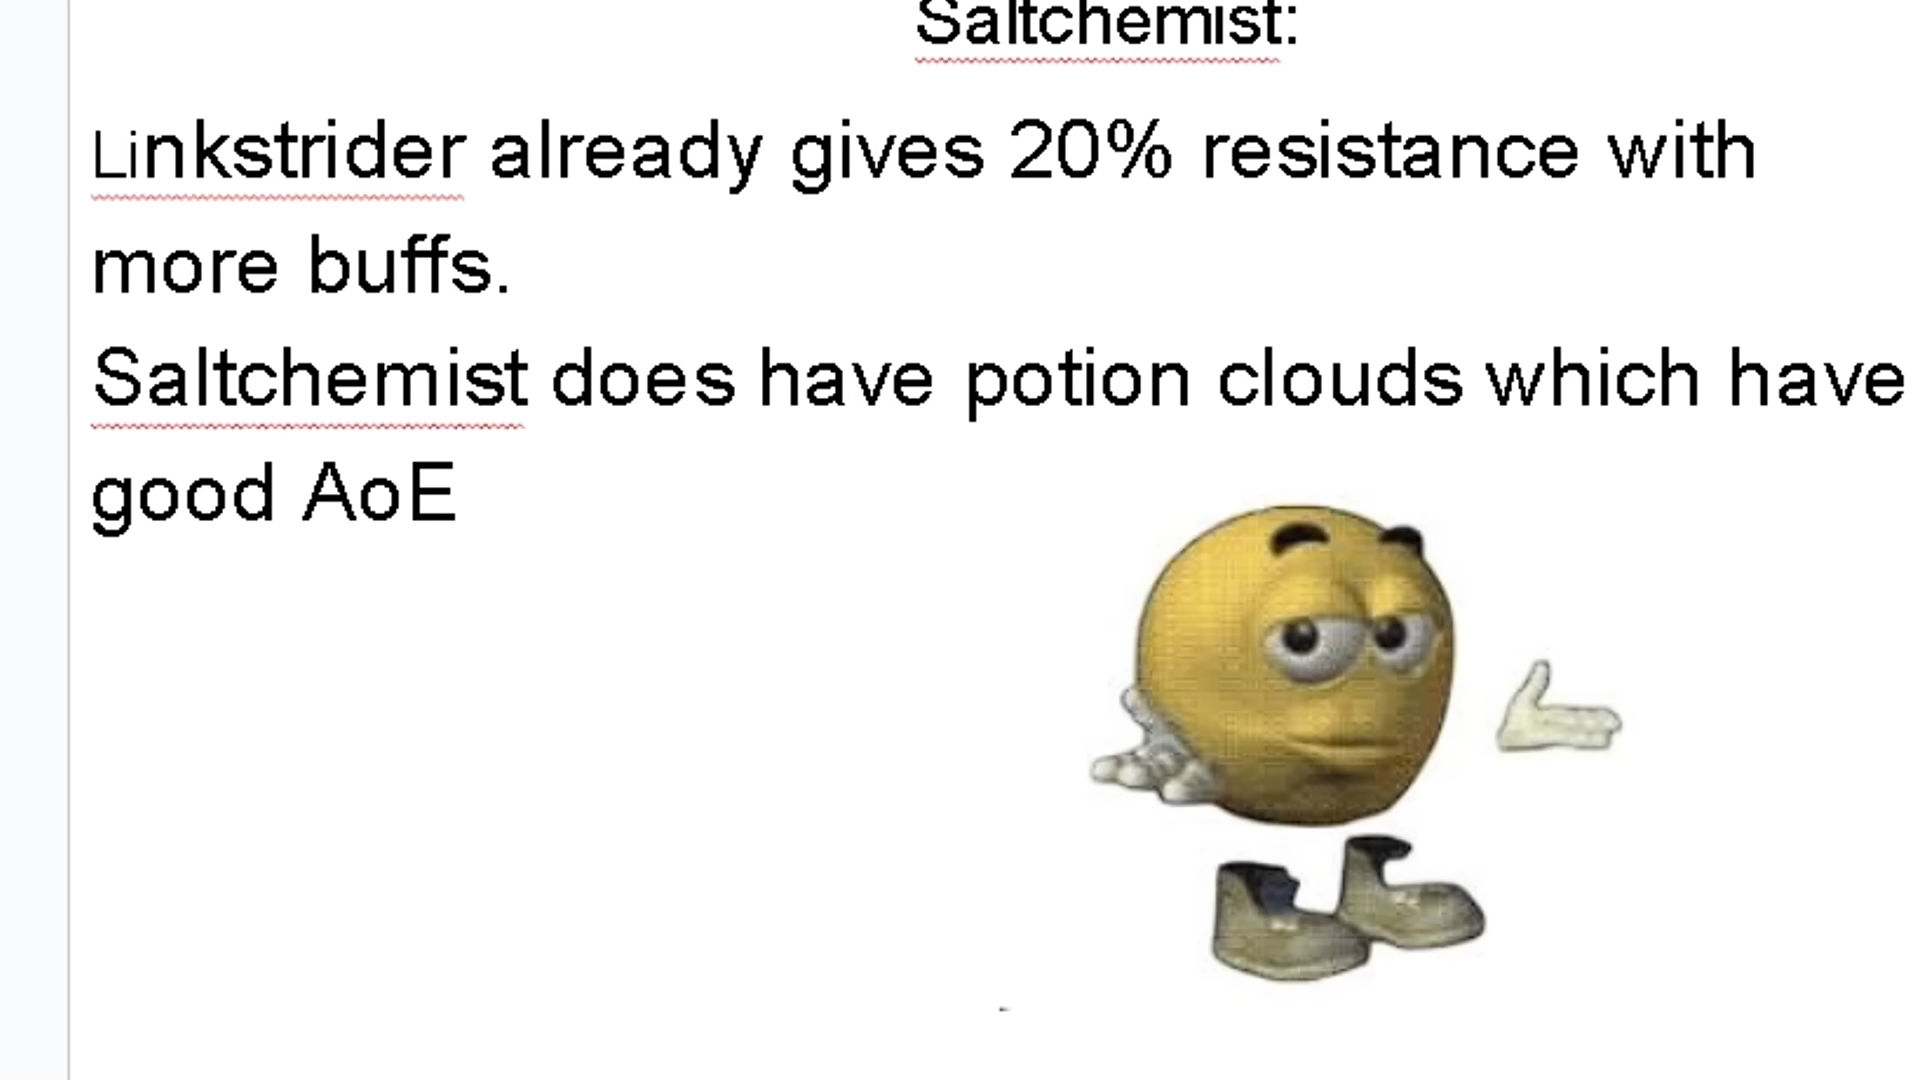 Saltchemist:
Linkstrider already gives 20% resistance with
more buffs.
Saltchemist does have potion clouds which have
good AoE